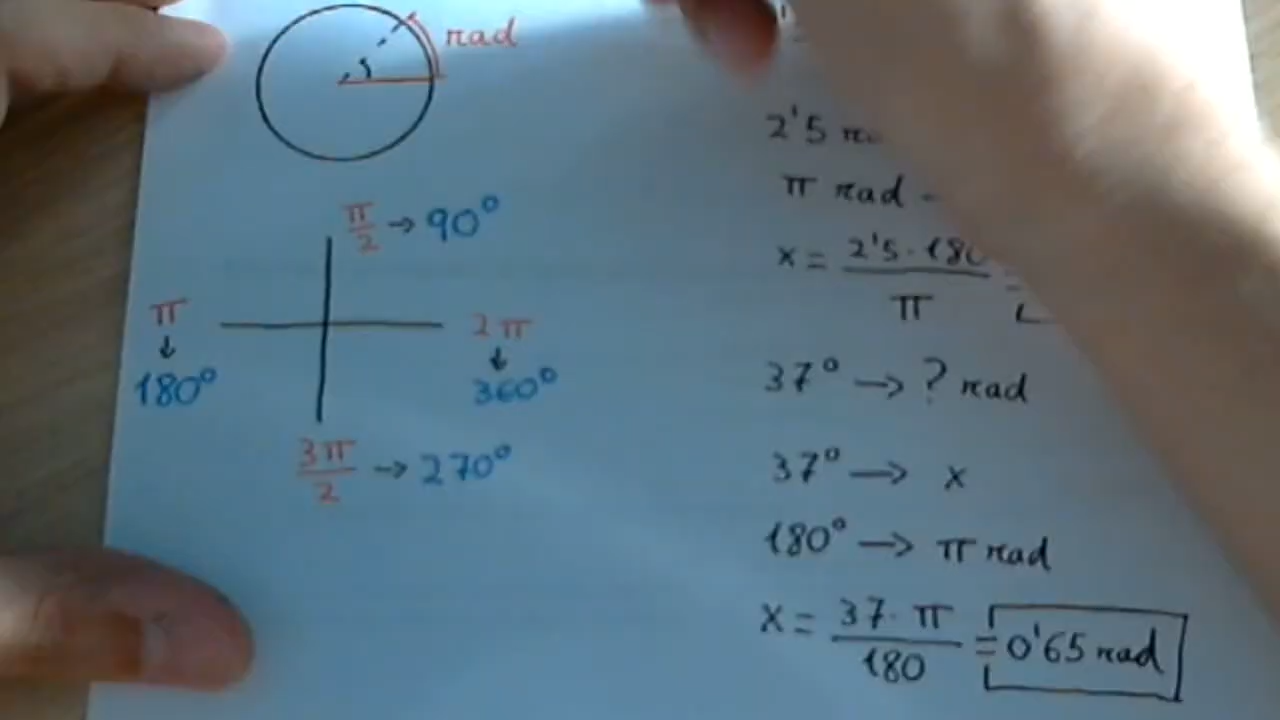 rad
π/2 → 90°
π
↓
180°
2π
↓
360°
3π/2 → 270°
2'5
π rad -
x = 2'5 · 180 / π
37° → ? rad
37° → x
180° → π rad
x = 37 · π / 180 = 0'65 rad